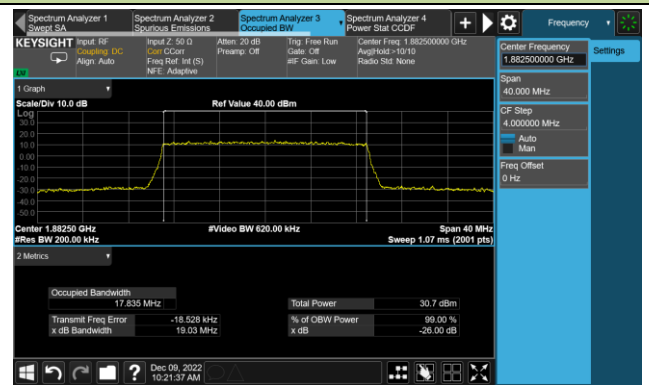 Spectrum Analyzer 1
Swept SA
Spectrum Analyzer 2
Spurious Emissions
Spectrum Analyzer 3
Occupied BW
Spectrum Analyzer 4
Power Stat CCDF
Frequency
KEYSIGHT
Input: RF
Coupling: DC
Align: Auto
Input Z: 50 Ω
Corr CCorr
Freq Ref: Int (S)
NFE: Adaptive
Atten: 20 dB
Preamp: Off
Trig: Free Run
Gate: Off
#IF Gain: Low
Center Freq: 1.882500000 GHz
Avg|Hold:>10/10
Radio Std: None
Center Frequency
1.882500000 GHz
Settings
Span
40.000 MHz
CF Step
4.000000 MHz
Auto
Man
Freq Offset
0 Hz
1 Graph
Scale/Div 10.0 dB
Ref Value 40.00 dBm
Log
30.0
20.0
10.0
0.00
-10.0
-20.0
-30.0
-40.0
-50.0
Center 1.88250 GHz
#Video BW 620.00 kHz
Span 40 MHz
#Res BW 200.00 kHz
Sweep 1.07 ms (2001 pts)
2 Metrics
Occupied Bandwidth
17.835 MHz
Total Power
30.7 dBm
Transmit Freq Error
-18.528 kHz
% of OBW Power
99.00 %
x dB Bandwidth
19.03 MHz
x dB
-26.00 dB
Dec 09, 2022
10:21:37 AM